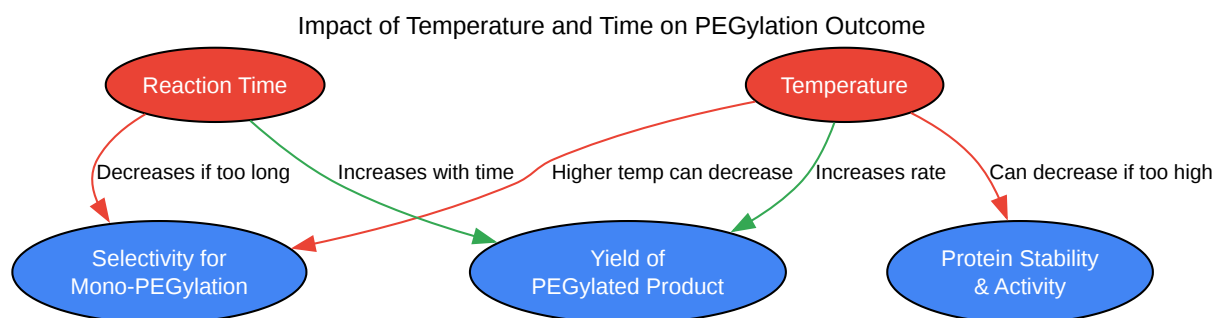 Impact of Temperature and Time on PEGylation Outcome
Reaction Time
Temperature
Decreases if too long
Increases with time
Higher temp can decrease
Increases rate
Can decrease if too high
Selectivity for
Mono-PEGylation
Yield of
PEGylated Product
Protein Stability
& Activity